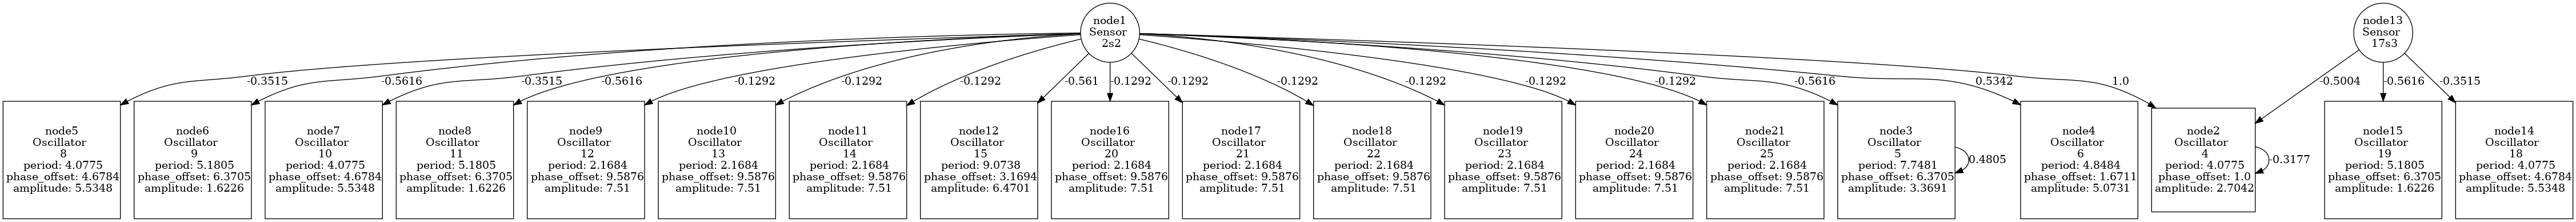 node1
Sensor
2s2
node13
Sensor
17s3
-0.3515
-0.5616
-0.3515
-0.5616
-0.1292
-0.1292
-0.1292
-0.561
-0.1292
-0.1292
-0.1292
-0.1292
-0.1292
-0.1292
-0.5616
0.5342
1.0
-0.5004
-0.5616
-0.3515
node5
Oscillator
8
period: 4.0775
phase_offset: 4.6784
amplitude: 5.5348
node6
Oscillator
9
period: 5.1805
phase_offset: 6.3705
amplitude: 1.6226
node7
Oscillator
10
period: 4.0775
phase_offset: 4.6784
amplitude: 5.5348
node8
Oscillator
11
period: 5.1805
phase_offset: 6.3705
amplitude: 1.6226
node9
Oscillator
12
period: 2.1684
phase_offset: 9.5876
amplitude: 7.51
node10
Oscillator
13
period: 2.1684
phase_offset: 9.5876
amplitude: 7.51
node11
Oscillator
14
period: 2.1684
phase_offset: 9.5876
amplitude: 7.51
node12
Oscillator
15
period: 9.0738
phase_offset: 3.1694
amplitude: 6.4701
node16
Oscillator
20
period: 2.1684
phase_offset: 9.5876
amplitude: 7.51
node17
Oscillator
21
period: 2.1684
phase_offset: 9.5876
amplitude: 7.51
node18
Oscillator
22
period: 2.1684
phase_offset: 9.5876
amplitude: 7.51
node19
Oscillator
23
period: 2.1684
phase_offset: 9.5876
amplitude: 7.51
node20
Oscillator
24
period: 2.1684
phase_offset: 9.5876
amplitude: 7.51
node21
Oscillator
25
period: 2.1684
phase_offset: 9.5876
amplitude: 7.51
node3
Oscillator
5
period: 7.7481
phase_offset: 6.3705
amplitude: 3.3691
0.4805
node4
Oscillator
6
period: 4.8484
phase_offset: 1.6711
amplitude: 5.0731
node2
Oscillator
4
period: 4.0775
phase_offset: 1.0
amplitude: 2.7042
-0.3177
node15
Oscillator
19
period: 5.1805
phase_offset: 6.3705
amplitude: 1.6226
node14
Oscillator
18
period: 4.0775
phase_offset: 4.6784
amplitude: 5.5348